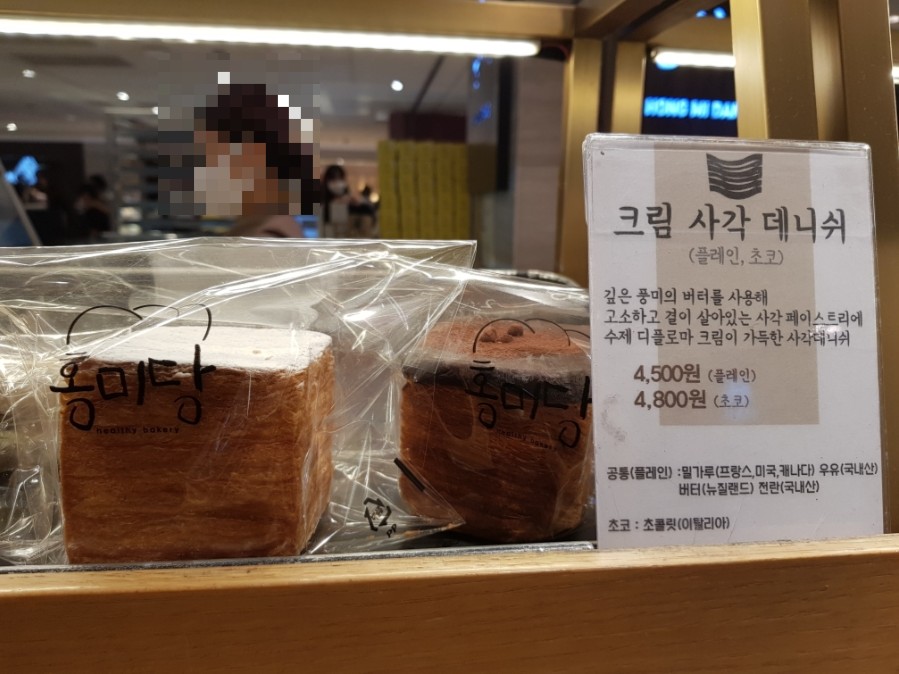 HONG MI DAN
크림 사각 데니쉬
(플레인, 초코)
깊은 풍미의 버터를 사용해
고소하고 결이 살아있는 사각 페이스트리에
수제 디플로마 크림이 가득한 사각데니쉬
4,500원 (플레인)
4,800원 (초코)
공통(플레인) :밀가루(프랑스,미국,캐나다) 우유(국내산)
버터(뉴질랜드) 전란(국내산)
초코 : 초콜릿(이탈리아)
홍미당
healthy bakery
홍미당
healthy bakery
PP